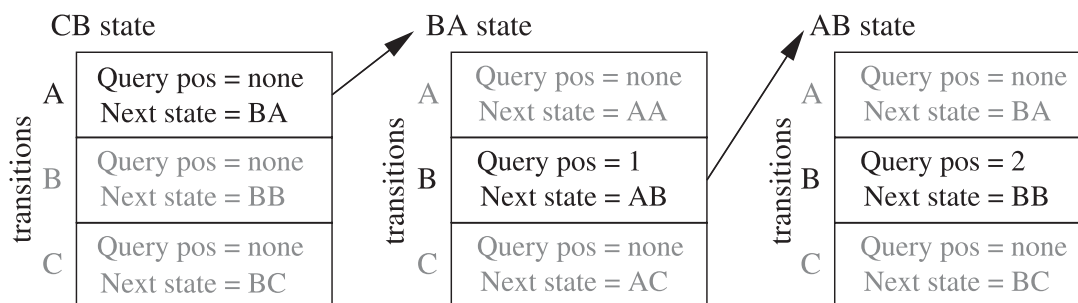 CB state
BA state
AB state
transitions
A
Query pos = none
Next state = BA
B
Query pos = none
Next state = BB
C
Query pos = none
Next state = BC
transitions
A
Query pos = none
Next state = AA
B
Query pos = 1
Next state = AB
C
Query pos = none
Next state = AC
transitions
A
Query pos = none
Next state = BA
B
Query pos = 2
Next state = BB
C
Query pos = none
Next state = BC